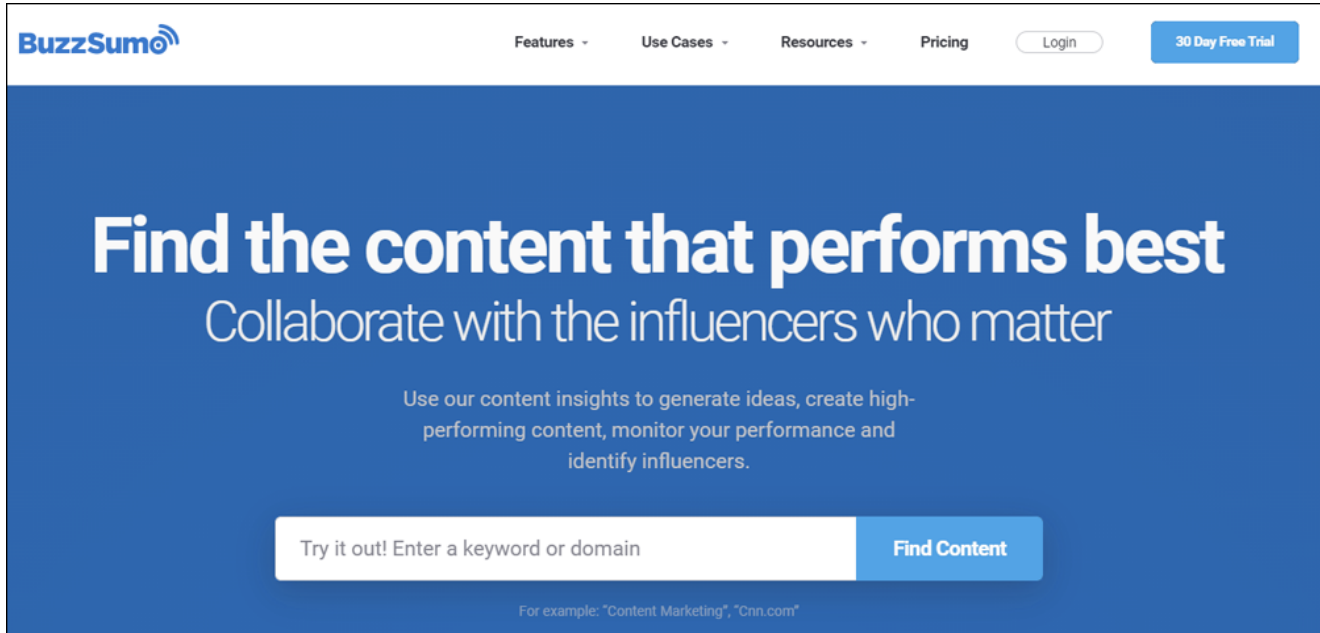 BuzzSumo
Features
Use Cases
Resources
Pricing
Login
30 Day Free Trial
Find the content that performs best
Collaborate with the influencers who matter
Use our content insights to generate ideas, create high-
performing content, monitor your performance and
identify influencers.
Try it out! Enter a keyword or domain
Find Content
For example: "Content Marketing", "Cnn.com"